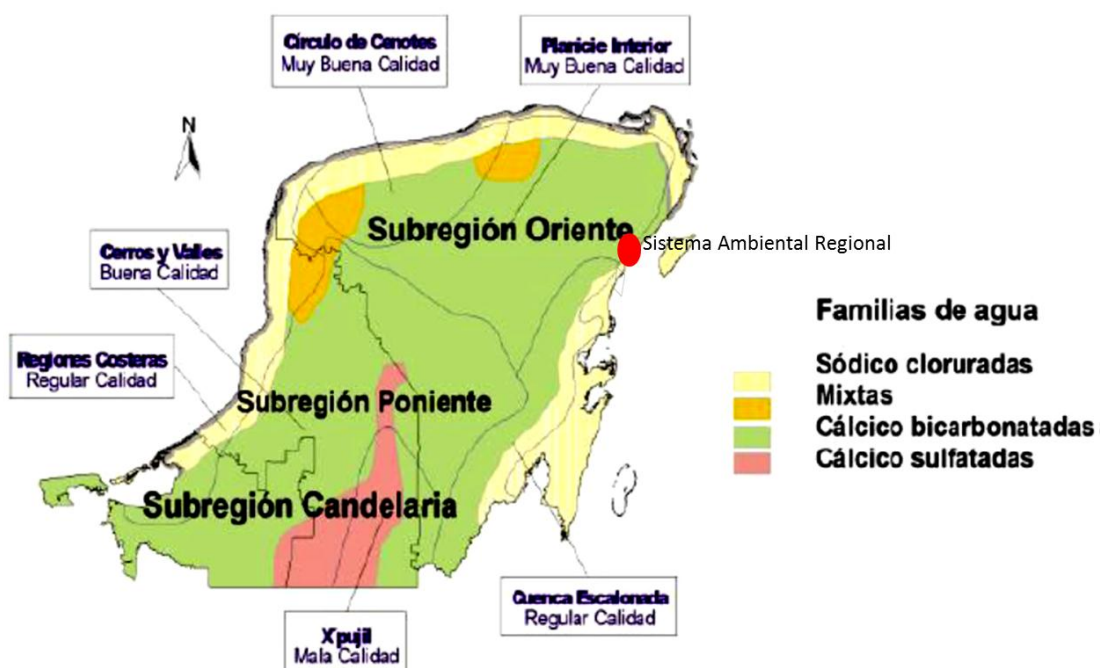 Círculo de Cenotes
Muy Buena Calidad
Planicie Interior
Muy Buena Calidad
N
Subregión Oriente
Sistema Ambiental Regional
Cerros y Valles
Buena Calidad
Familias de agua
Sódico cloruradas
Mixtas
Cálcico bicarbonatadas
Cálcico sulfatadas
Regiones Costeras
Regular Calidad
Subregión Poniente
Subregión Candelaria
Cuenca Escalonada
Regular Calidad
X'pujil
Mala Calidad